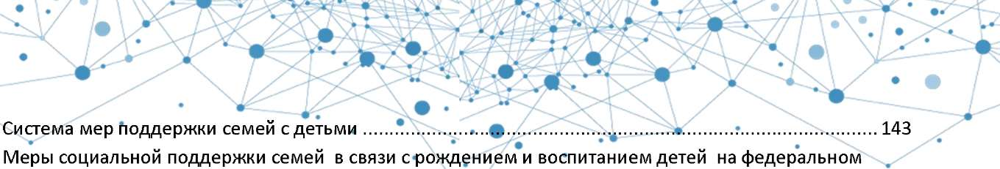 Система мер поддержки семей с детьми ........................................................................................................ 143
Меры социальной поддержки семей в связи с рождением и воспитанием детей на федеральном